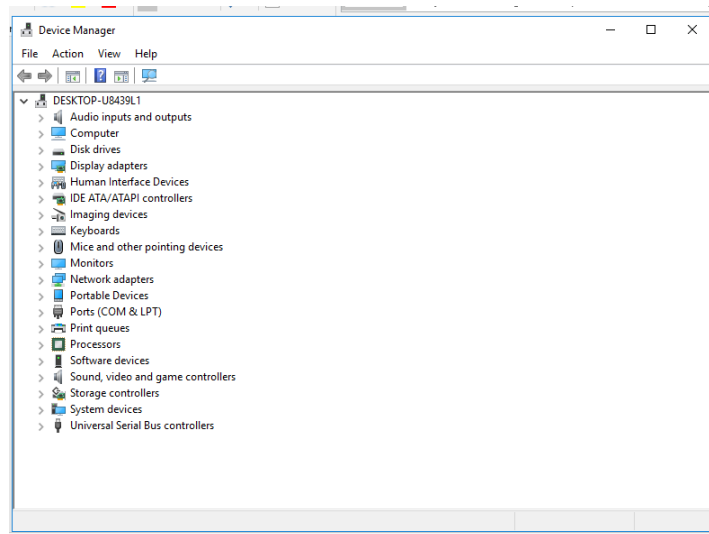 Device Manager
File Action View Help
DESKTOP-U8439L1
Audio inputs and outputs
Computer
Disk drives
Display adapters
Human Interface Devices
IDE ATA/ATAPI controllers
Imaging devices
Keyboards
Mice and other pointing devices
Monitors
Network adapters
Portable Devices
Ports (COM & LPT)
Print queues
Processors
Software devices
Sound, video and game controllers
Storage controllers
System devices
Universal Serial Bus controllers